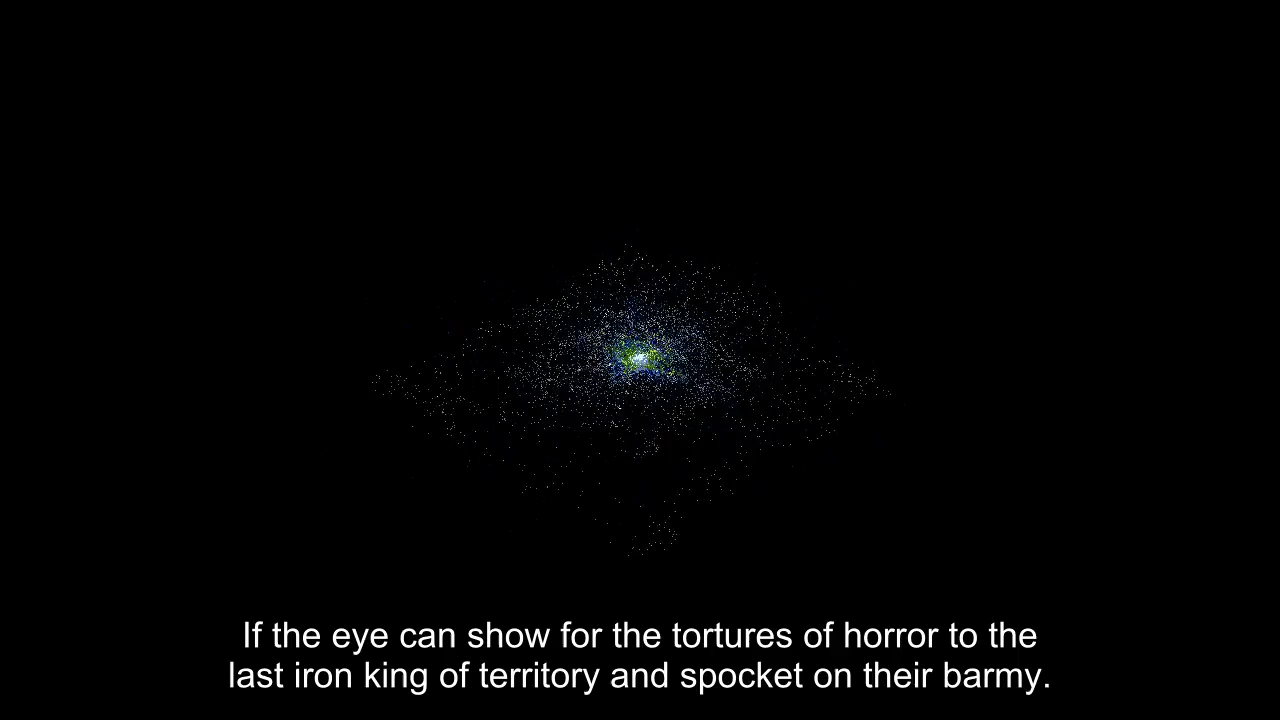 If the eye can show for the tortures of horror to the
last iron king of territory and spocket on their barmy.